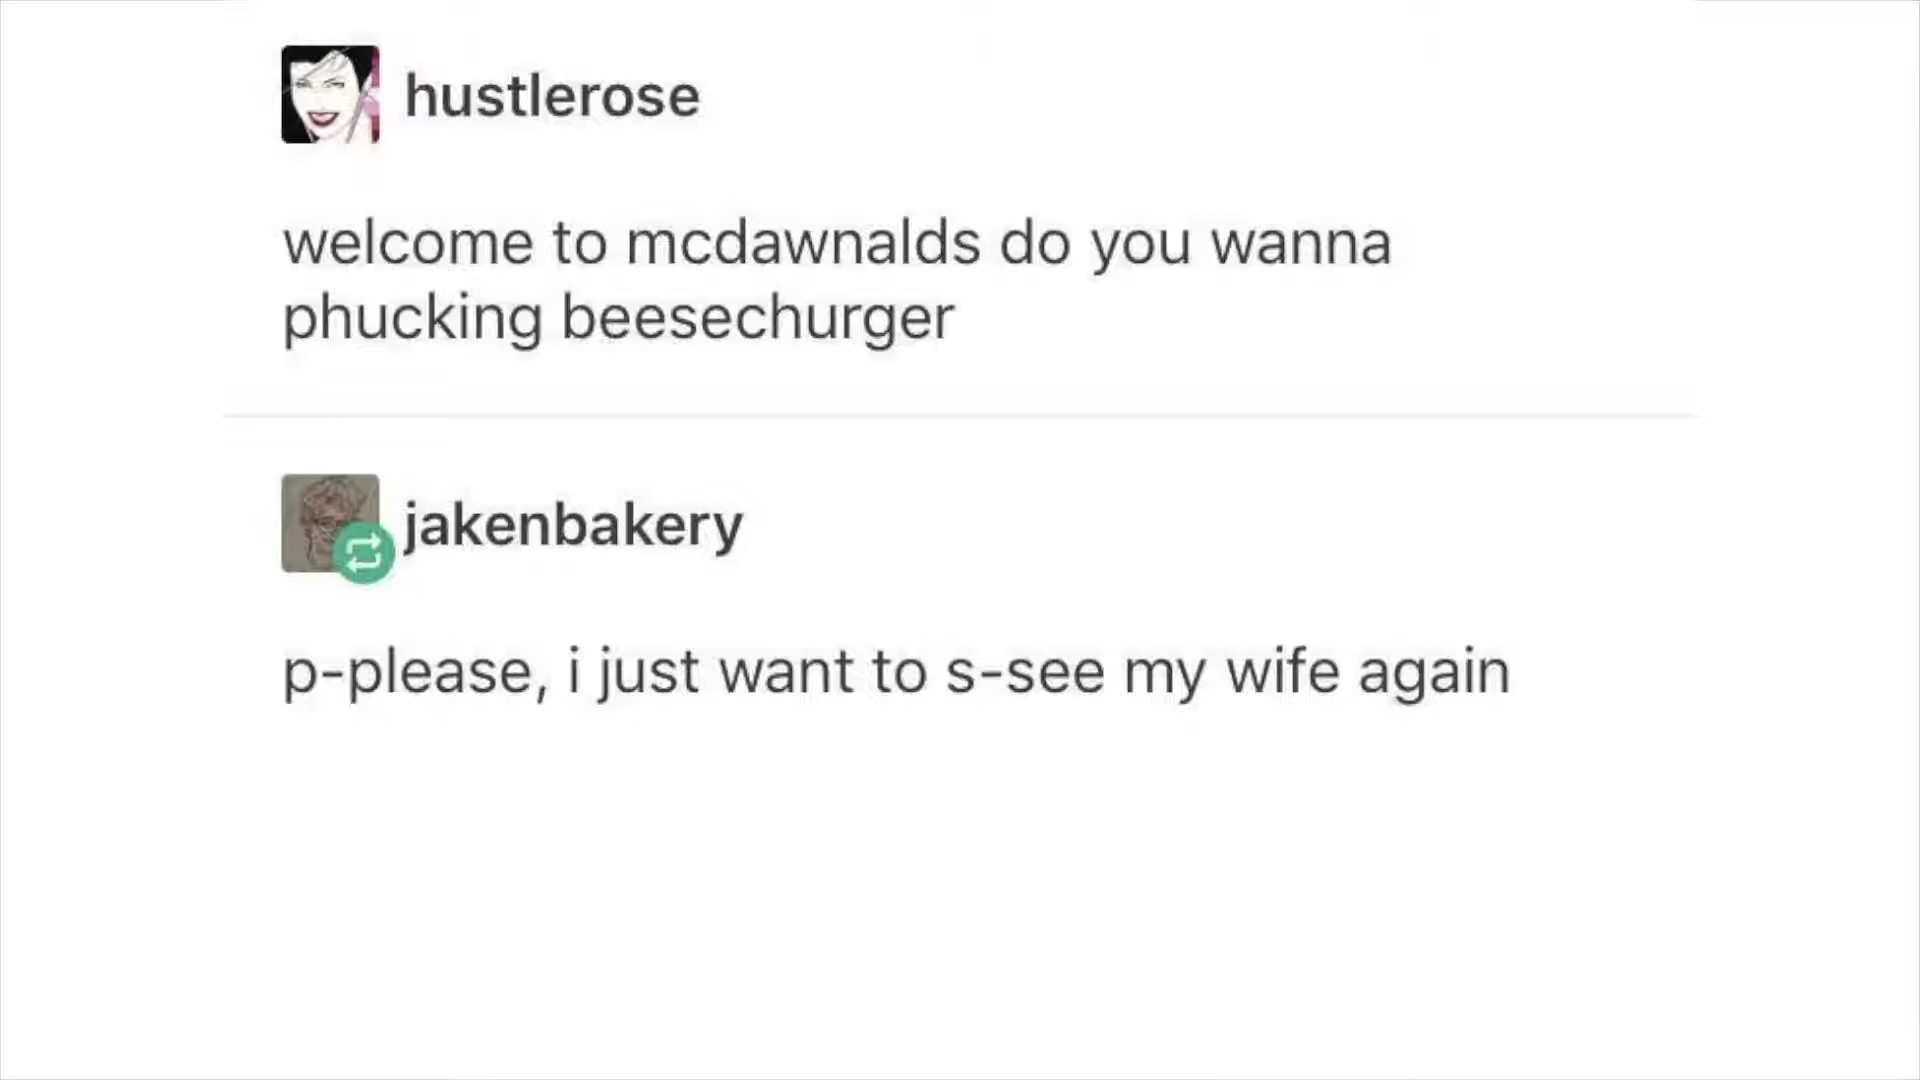 hustlerose
welcome to mcdawnalds do you wanna
phucking beesechurger
jakenbakery
p-please, i just want to s-see my wife again